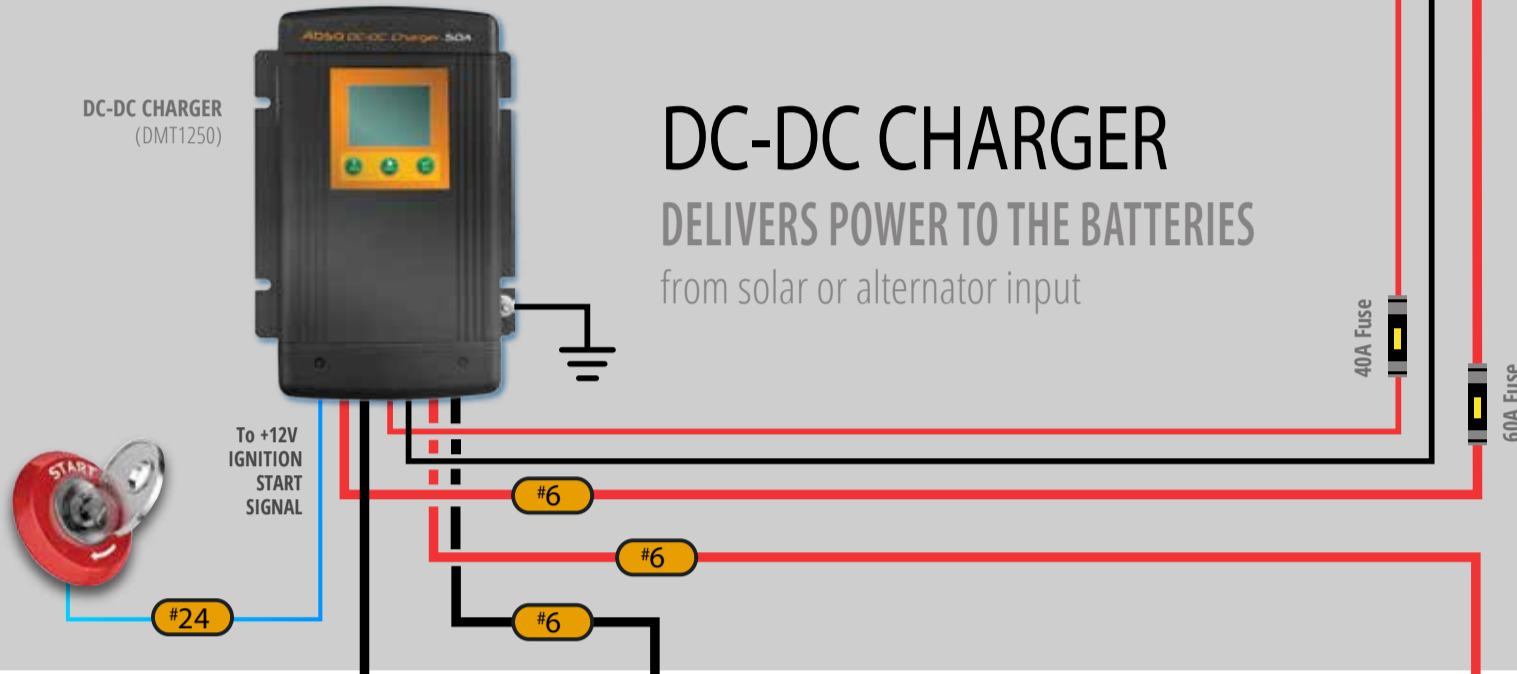 Absa DC-DC Charger 50A
DC-DC CHARGER
(DMT1250)
DC-DC CHARGER
DELIVERS POWER TO THE BATTERIES
from solar or alternator input
40A Fuse
60A Fuse
To +12V
IGNITION
START
SIGNAL
START
#6
#6
#24
#6